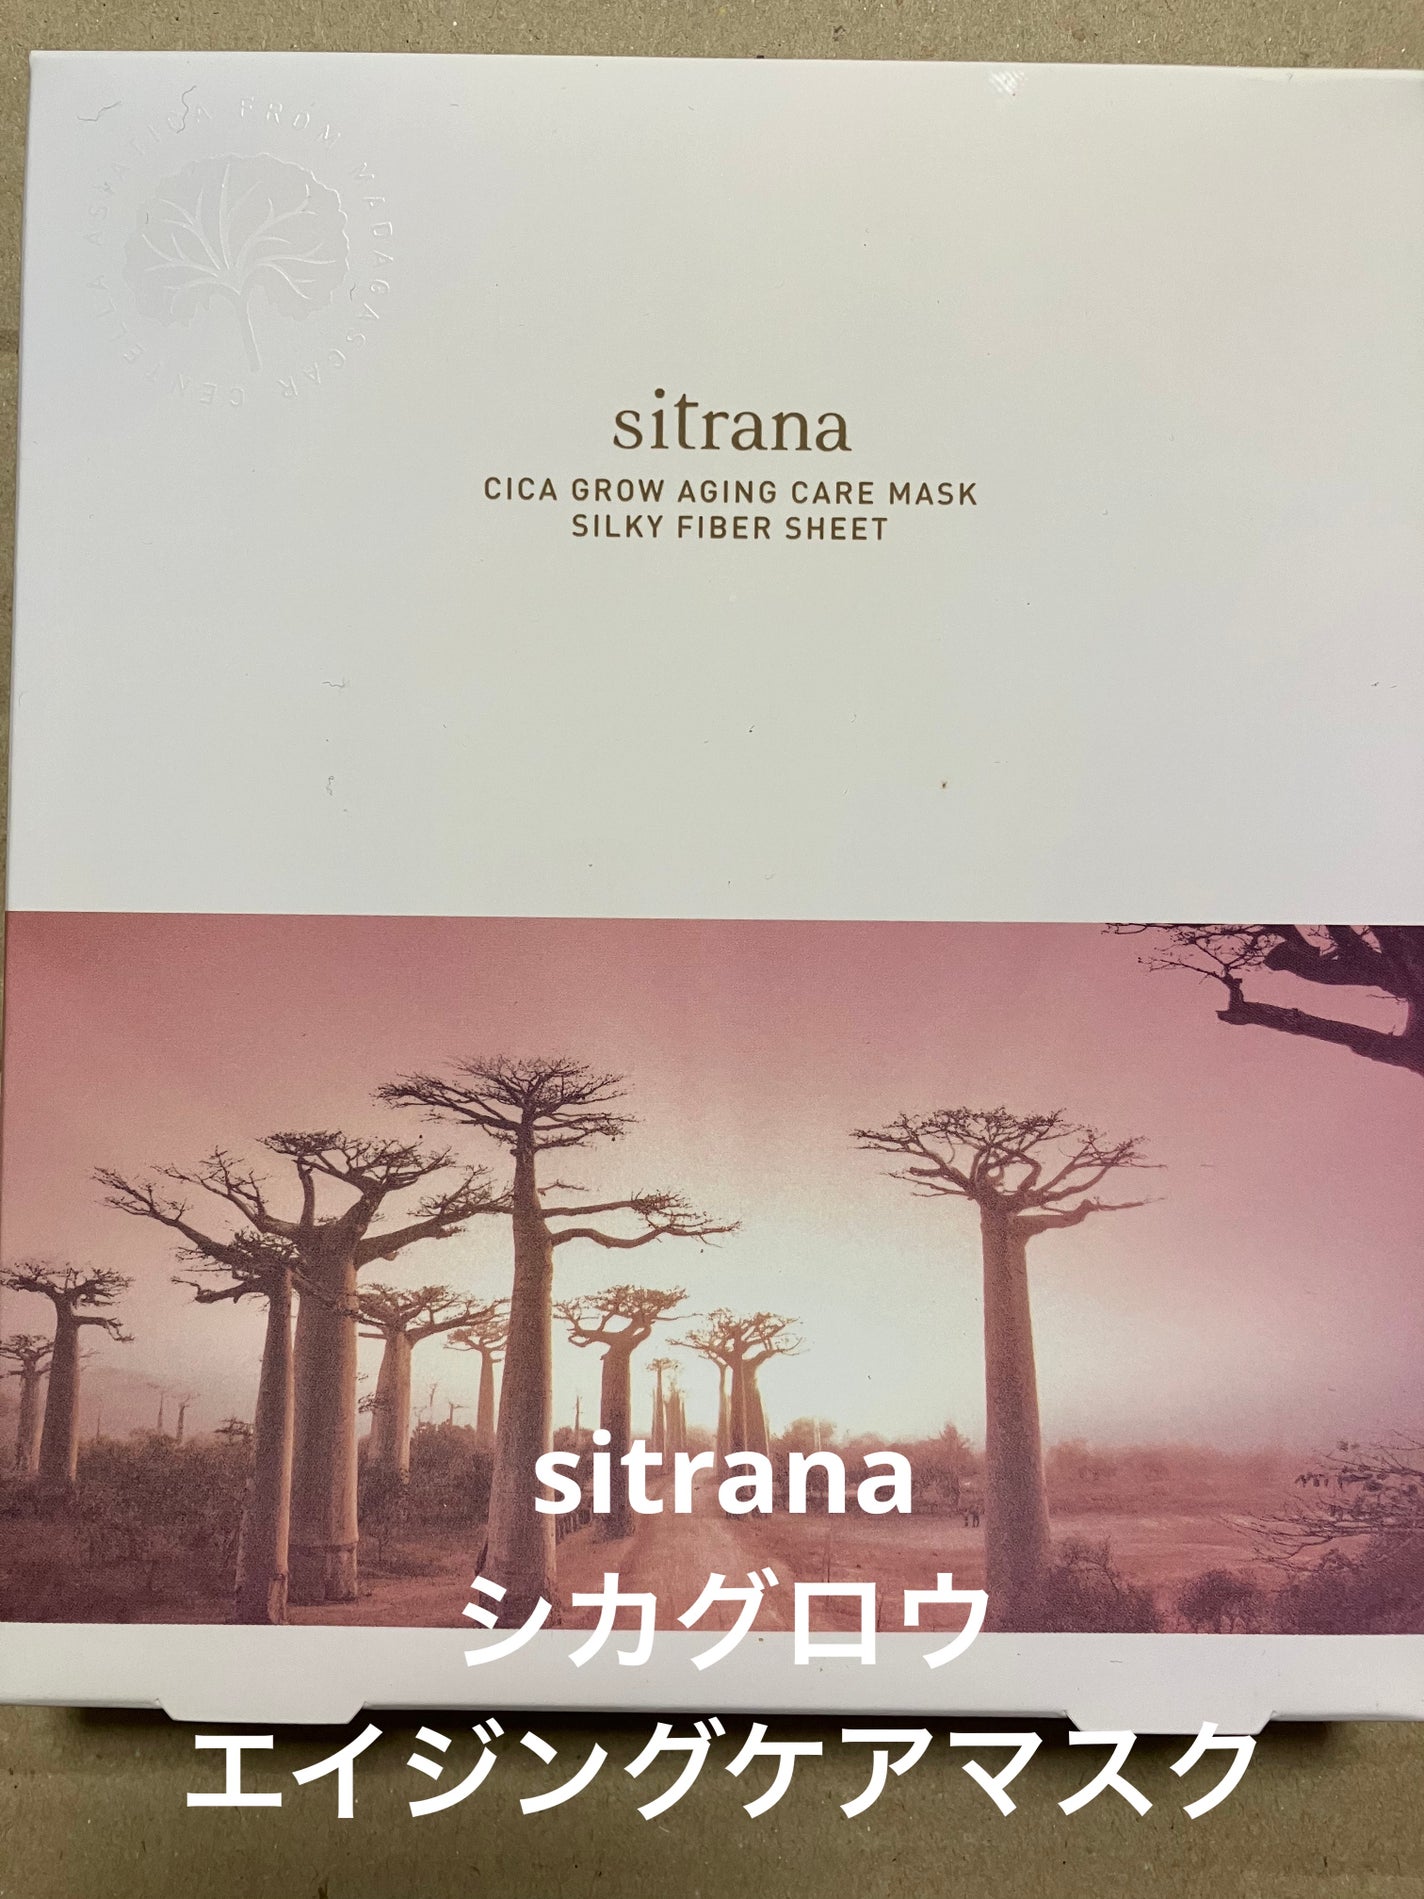 CENTELLA ASIATICA FROM MADAGASCAR
sitrana
CICA GROW AGING CARE MASK
SILKY FIBER SHEET
sitrana
シカグロウ
エイジングケアマスク